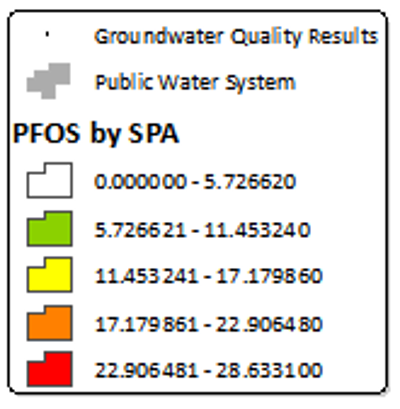 Groundwater Quality Results
Public Water System
PFOS by SPA
0.000000 - 5.726620
5.726621 - 11.453240
11.453241 - 17.179860
17.179861 - 22.906480
22.906481 - 28.633100